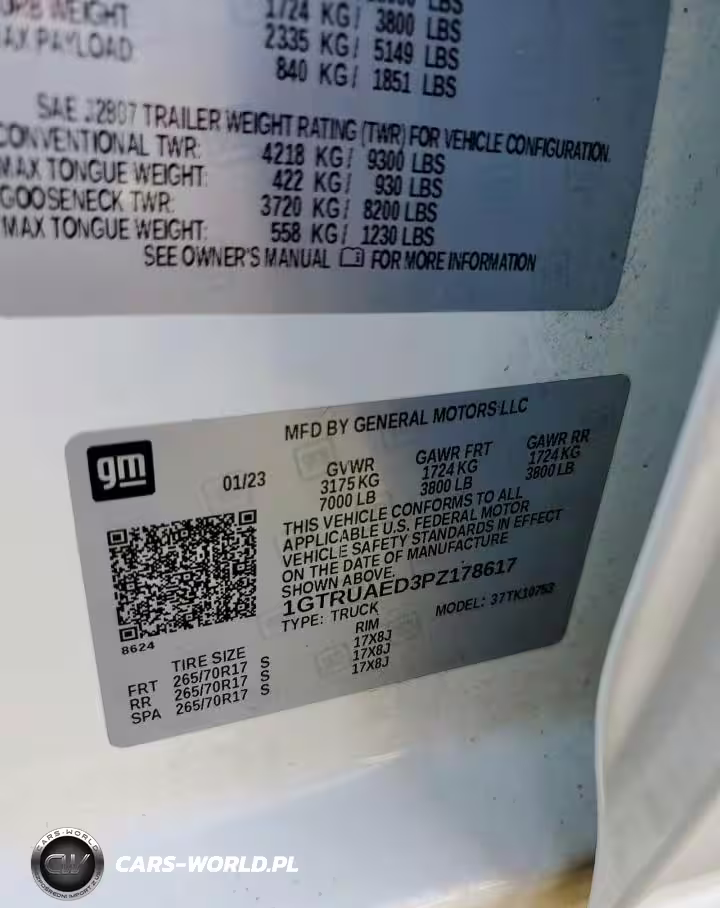 LBS
WEIGHT 1724 KG/ 3800 LBS
MAX PAYLOAD: 2335 KG/ 5149 LBS
840 KG/ 1851 LBS
SAE J2807 TRAILER WEIGHT RATING (TWR) FOR VEHICLE CONFIGURATION.
CONVENTIONAL TWR: 4218 KG/ 9300 LBS
MAX TONGUE WEIGHT: 422 KG/ 930 LBS
GOOSENECK TWR: 3720 KG/ 8200 LBS
MAX TONGUE WEIGHT: 558 KG/ 1230 LBS
SEE OWNER'S MANUAL FOR MORE INFORMATION
gm
MFD BY GENERAL MOTORS LLC
01/23 GVWR GAWR FRT GAWR RR
3175 KG 1724 KG 1724 KG
7000 LB 3800 LB 3800 LB
THIS VEHICLE CONFORMS TO ALL
APPLICABLE U.S. FEDERAL MOTOR
VEHICLE SAFETY STANDARDS IN EFFECT
ON THE DATE OF MANUFACTURE
SHOWN ABOVE.
1GTRUAED3PZ178617
TYPE: TRUCK MODEL: 37TK10753
8624
TIRE SIZE RIM
FRT 265/70R17 S 17X8J
RR 265/70R17 S 17X8J
SPA 265/70R17 S 17X8J
CARS-WORLD
CW
CARS-WORLD.PL